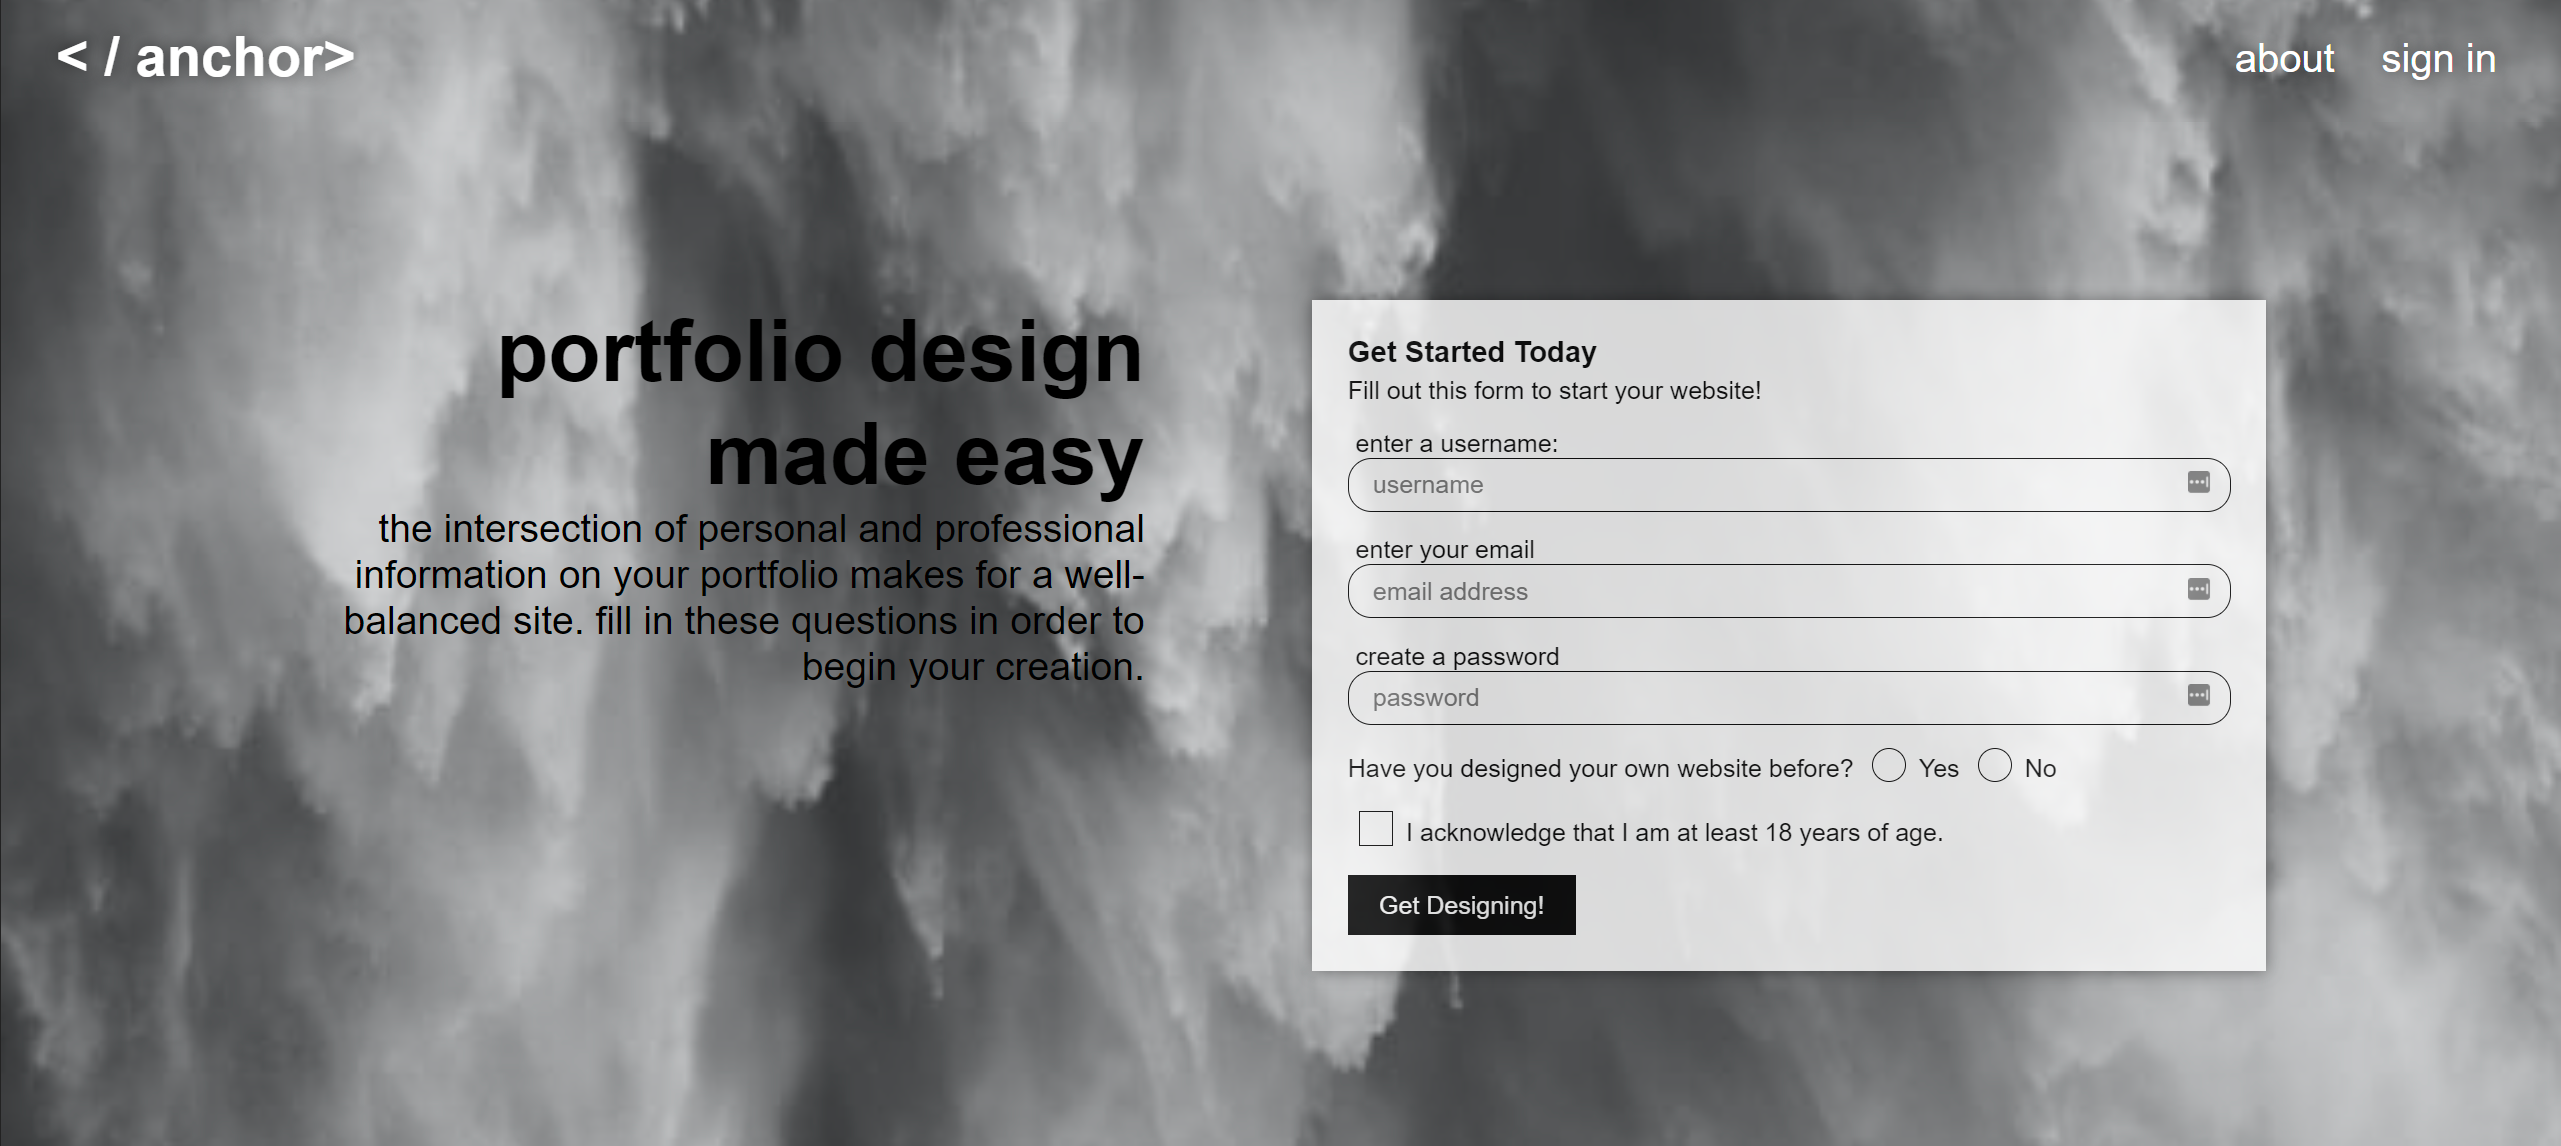 < / anchor>
about sign in
portfolio design
made easy
the intersection of personal and professional
information on your portfolio makes for a well-
balanced site. fill in these questions in order to
begin your creation.
Get Started Today
Fill out this form to start your website!
enter a username:
username
enter your email
email address
create a password
password
Have you designed your own website before? Yes No
I acknowledge that I am at least 18 years of age.
Get Designing!